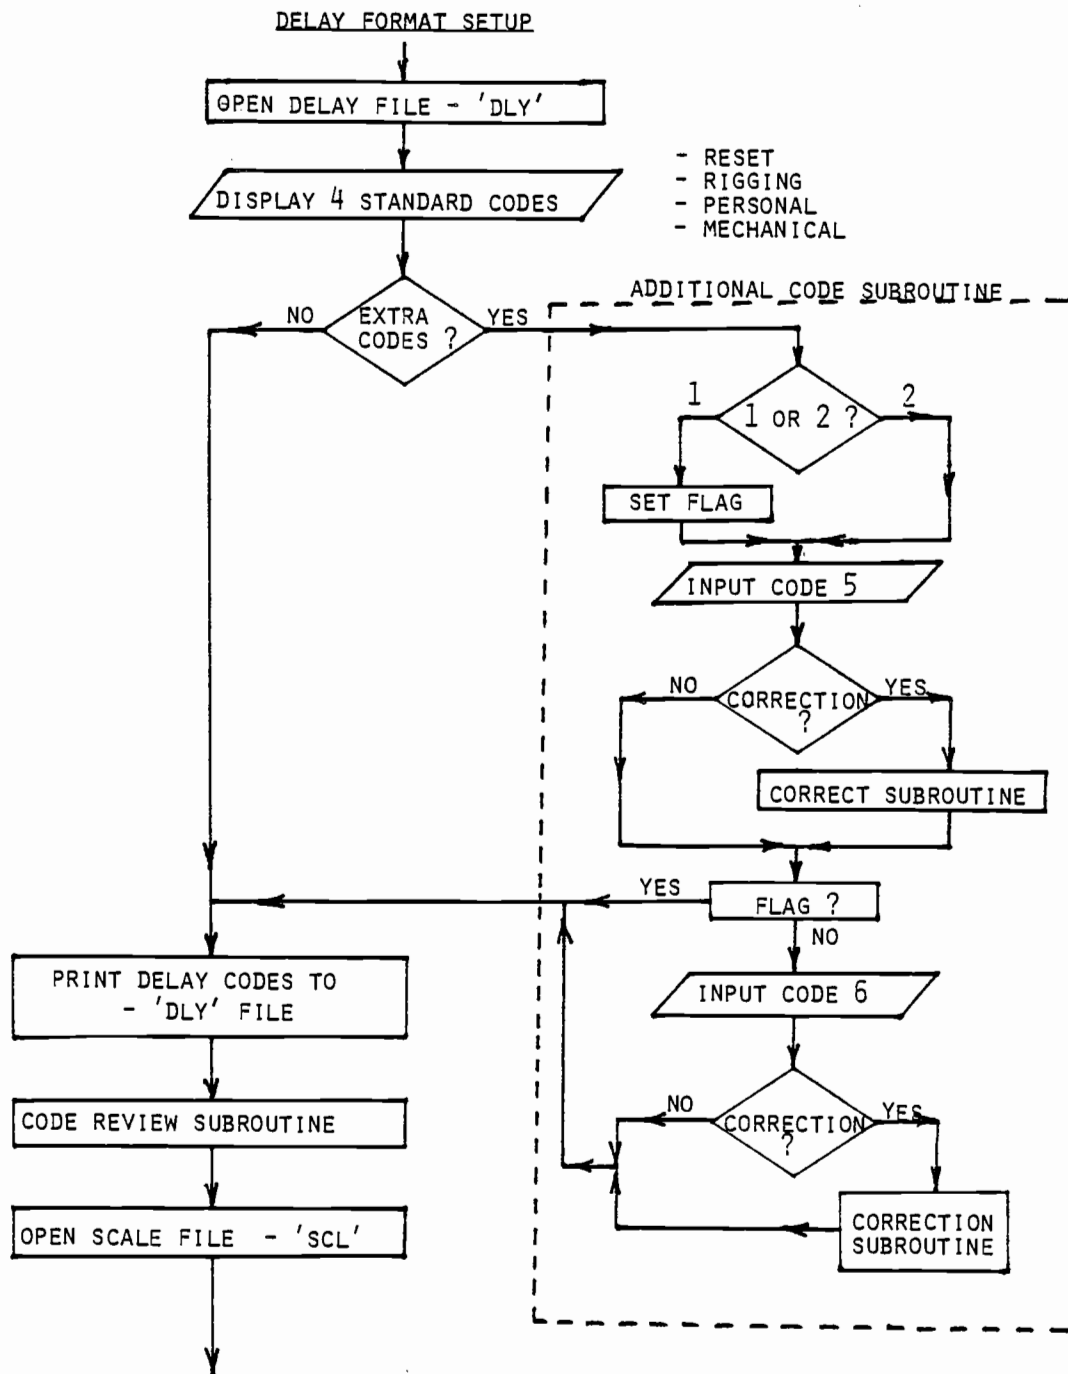 DELAY FORMAT SETUP
OPEN DELAY FILE - 'DLY'
DISPLAY 4 STANDARD CODES
- RESET
- RIGGING
- PERSONAL
- MECHANICAL
NO
EXTRA
CODES ?
YES
ADDITIONAL CODE SUBROUTINE
1
1 OR 2 ?
2
SET FLAG
INPUT CODE 5
NO
CORRECTION
?
YES
CORRECT SUBROUTINE
YES
FLAG ?
NO
PRINT DELAY CODES TO
- 'DLY' FILE
INPUT CODE 6
CODE REVIEW SUBROUTINE
NO
CORRECTION
?
YES
OPEN SCALE FILE - 'SCL'
CORRECTION
SUBROUTINE